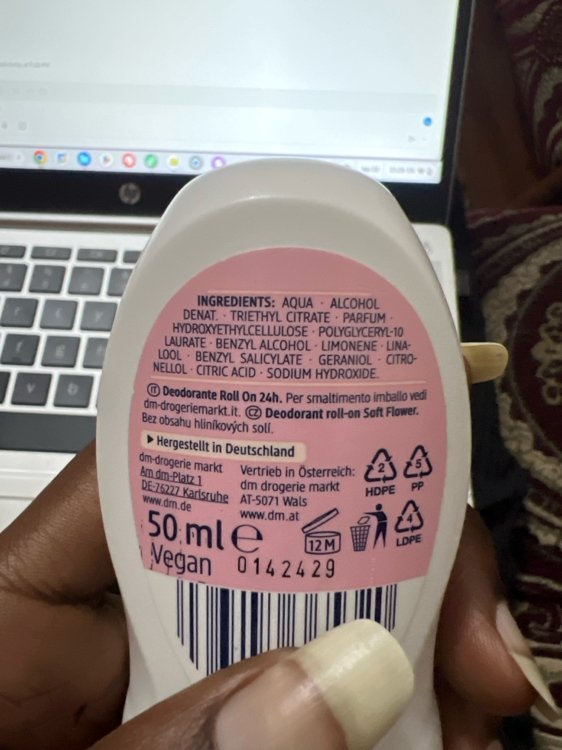 hp
INGREDIENTS: AQUA · ALCOHOL
DENAT. · TRIETHYL CITRATE · PARFUM ·
HYDROXYETHYLCELLULOSE · POLYGLYCERYL-10
LAURATE · BENZYL ALCOHOL · LIMONENE · LINA-
LOOL · BENZYL SALICYLATE · GERANIOL · CITRO-
NELLOL · CITRIC ACID · SODIUM HYDROXIDE.
IT Deodorante Roll On 24h. Per smaltimento imballo vedi
dm-drogeriemarkt.it. CZ Deodorant roll-on Soft Flower.
Bez obsahu hliníkových solí.
Hergestellt in Deutschland
dm-drogerie markt
Am dm-Platz 1
DE-76227 Karlsruhe
www.dm.de
Vertrieb in Österreich:
dm drogerie markt
AT-5071 Wals
www.dm.at
2
HDPE
5
PP
4
LDPE
50 ml e
12 M
Vegan
0142429